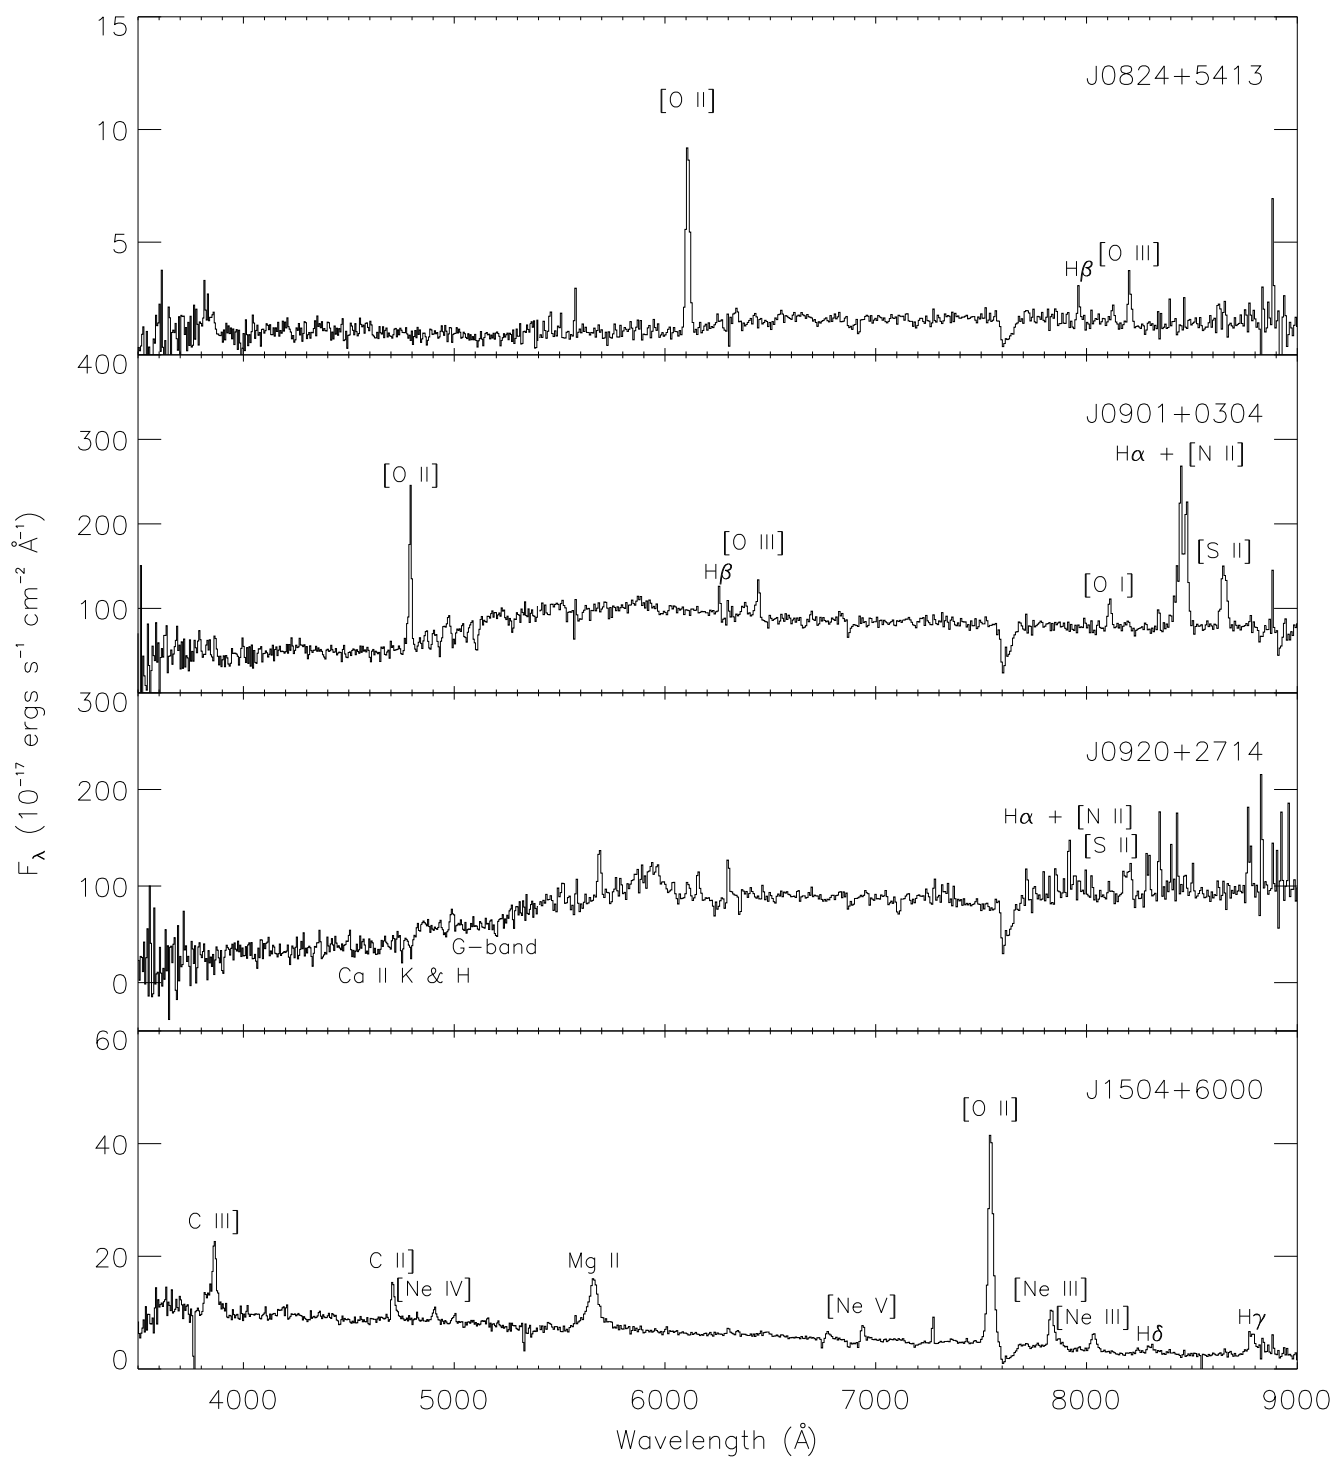 15
J0824+5413
[O II]
10
[O III]
5
Hβ
400
J0901+0304
Hα + [N II]
300
[O II]
[O III]
[S II]
200
Hβ
[O I]
100
300
J0920+2714
200
Hα + [N II]
[S II]
100
G-band
Ca II K & H
0
60
J1504+6000
[O II]
40
C III]
20
C II]
Mg II
[Ne IV]
[Ne III]
[Ne V]
[Ne III]
Hγ
Hδ
0
4000 5000 6000 7000 8000 9000
Wavelength (Å)
Fλ (10⁻¹⁷ ergs s⁻¹ cm⁻² Å⁻¹)